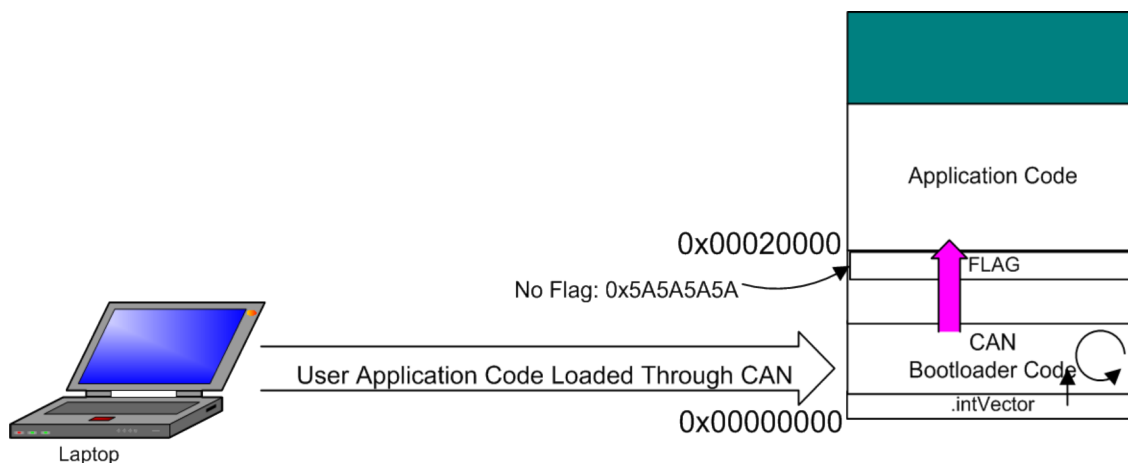 Application Code
0x00020000
FLAG
No Flag: 0x5A5A5A5A
CAN
Bootloader Code
User Application Code Loaded Through CAN
.intVector
0x00000000
Laptop